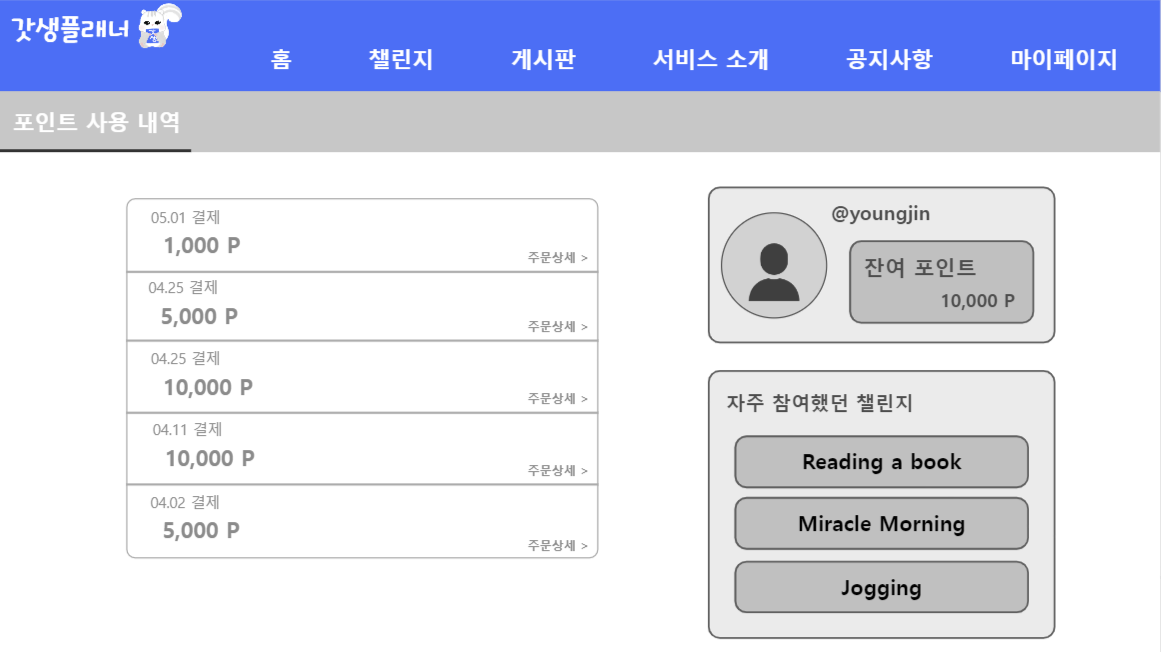 갓생플래너
홈 챌린지 게시판 서비스 소개 공지사항 마이페이지
포인트 사용 내역
05.01 결제
1,000 P
주문상세 >
04.25 결제
5,000 P
주문상세 >
04.25 결제
10,000 P
주문상세 >
04.11 결제
10,000 P
주문상세 >
04.02 결제
5,000 P
주문상세 >
@youngjin
잔여 포인트
10,000 P
자주 참여했던 챌린지
Reading a book
Miracle Morning
Jogging